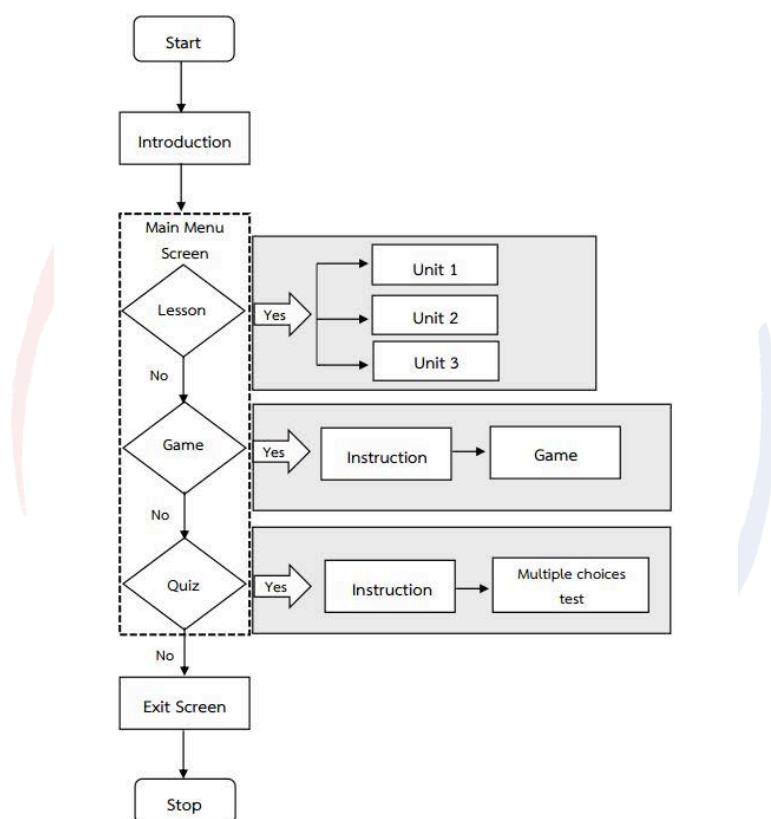 Start
Introduction
Main Menu
Screen
Lesson
Yes
Unit 1
Unit 2
Unit 3
No
Game
Yes
Instruction
Game
No
Quiz
Yes
Instruction
Multiple choices
test
No
Exit Screen
Stop